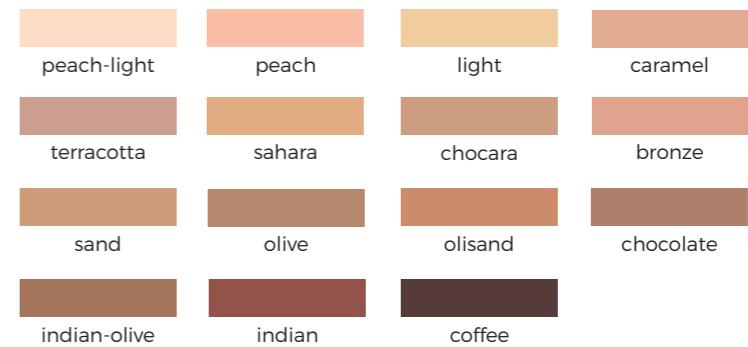 peach-light
peach
light
caramel
terracotta
sahara
chocara
bronze
sand
olive
olisand
chocolate
indian-olive
indian
coffee